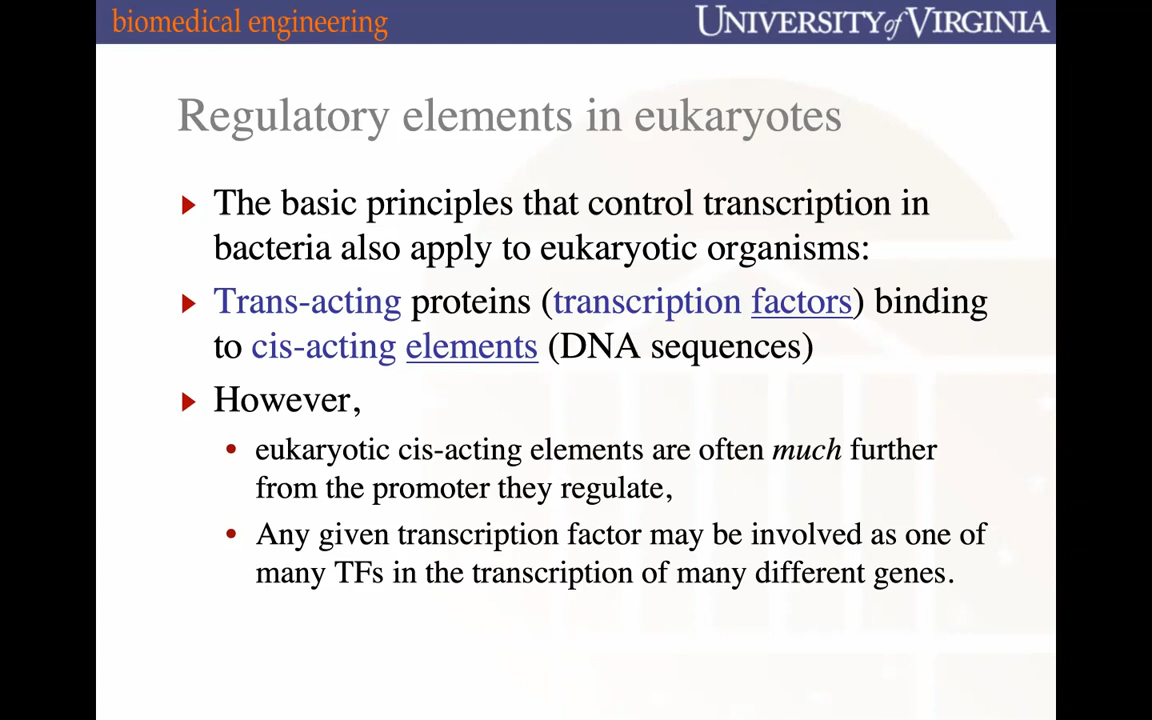 biomedical engineering
UNIVERSITY of VIRGINIA
Regulatory elements in eukaryotes
The basic principles that control transcription in
bacteria also apply to eukaryotic organisms:
Trans-acting proteins (transcription factors) binding
to cis-acting elements (DNA sequences)
However,
• eukaryotic cis-acting elements are often much further
from the promoter they regulate,
• Any given transcription factor may be involved as one of
many TFs in the transcription of many different genes.